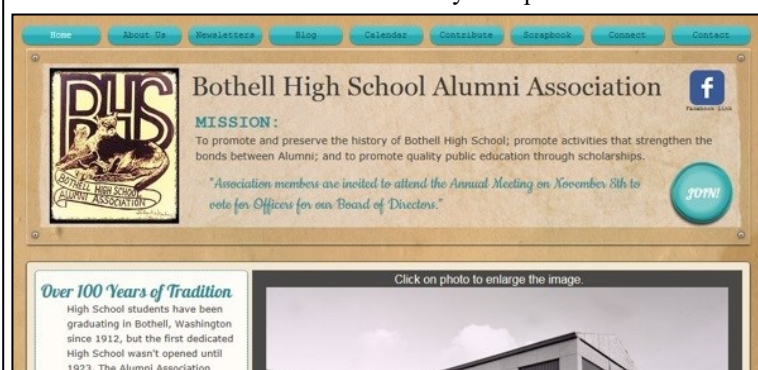 Home About Us Newsletters Blog Calendar Contribute Scrapbook Connect Contact
BHS
BOTHELL HIGH SCHOOL
ALUMNI ASSOCIATION
Bothell High School Alumni Association
f
Facebook Link
MISSION:
To promote and preserve the history of Bothell High School; promote activities that strengthen the
bonds between Alumni; and to promote quality public education through scholarships.
"Association members are invited to attend the Annual Meeting on November 8th to
vote for Officers for our Board of Directors."
JOIN!
Over 100 Years of Tradition
High School students have been
graduating in Bothell, Washington
since 1912, but the first dedicated
High School wasn't opened until
1923. The Alumni Association
Click on photo to enlarge the image.